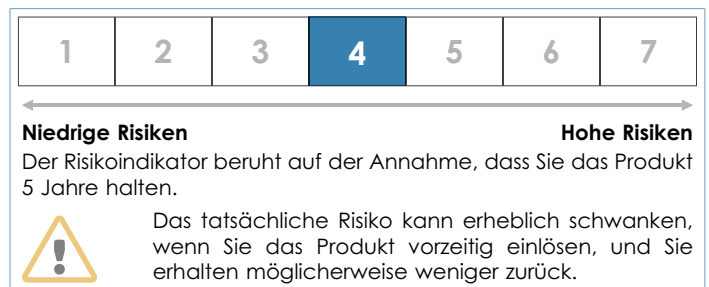 1 2 3 4 5 6 7
Niedrige Risiken Hohe Risiken
Der Risikoindikator beruht auf der Annahme, dass Sie das Produkt
5 Jahre halten.
Das tatsächliche Risiko kann erheblich schwanken,
wenn Sie das Produkt vorzeitig einlösen, und Sie
erhalten möglicherweise weniger zurück.